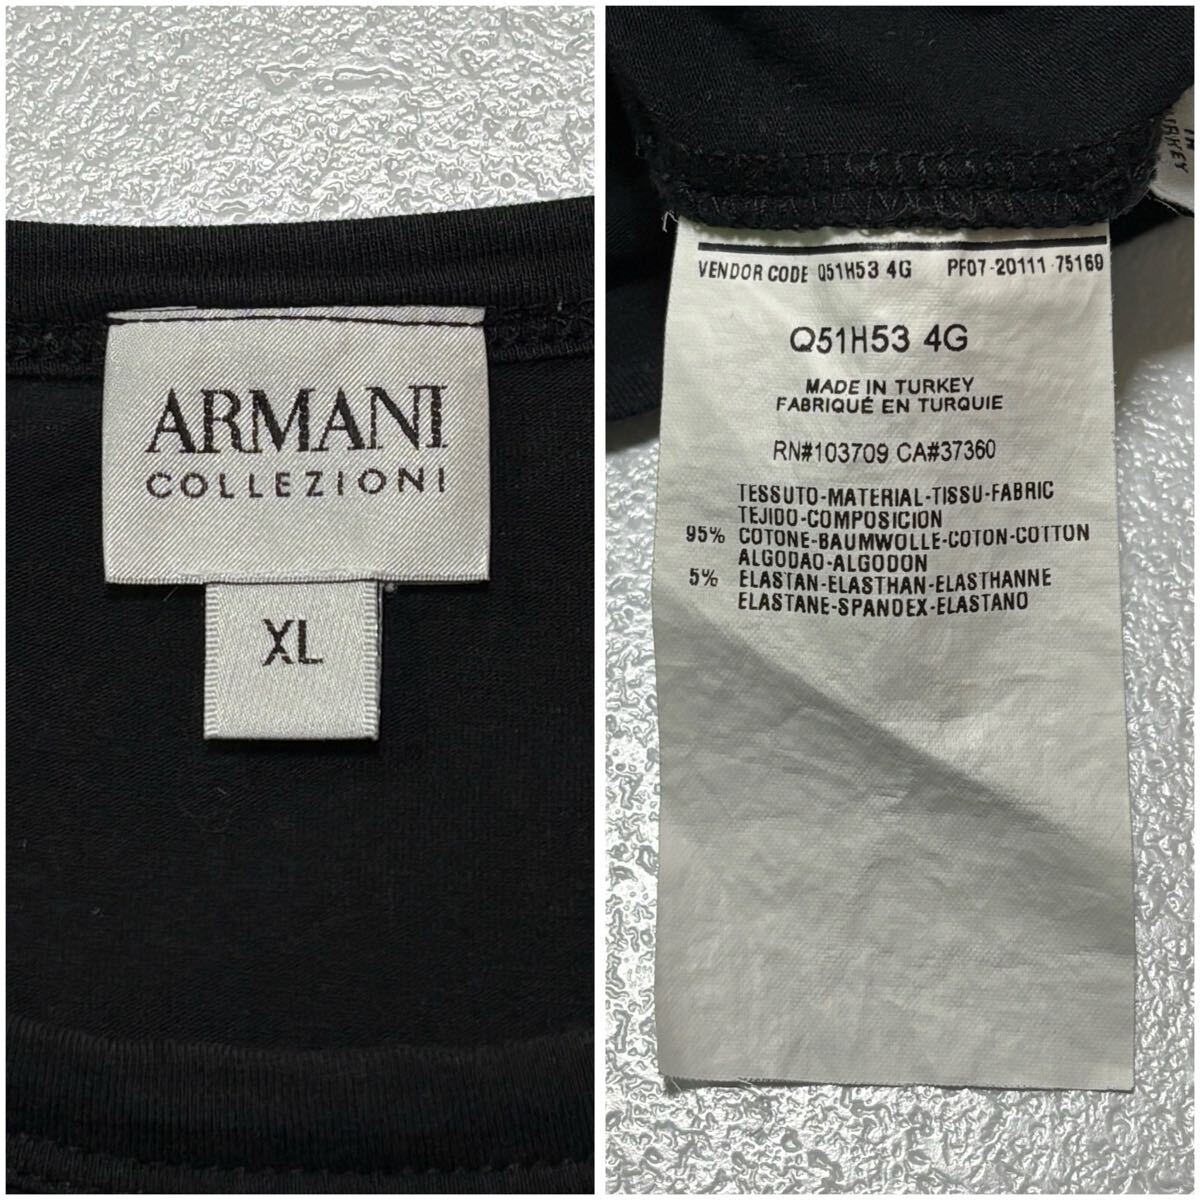 ARMANI
COLLEZIONI
XL
TURKEY
VENDOR CODE Q51H53 4G PF07-20111-75169
Q51H53 4G
MADE IN TURKEY
FABRIQUÉ EN TURQUIE
RN#103709 CA#37360
TESSUTO-MATERIAL-TISSU-FABRIC
TEJIDO-COMPOSICION
95% COTONE-BAUMWOLLE-COTON-COTTON
ALGODAO-ALGODON
5% ELASTAN-ELASTHAN-ELASTHANNE
ELASTANE-SPANDEX-ELASTANO